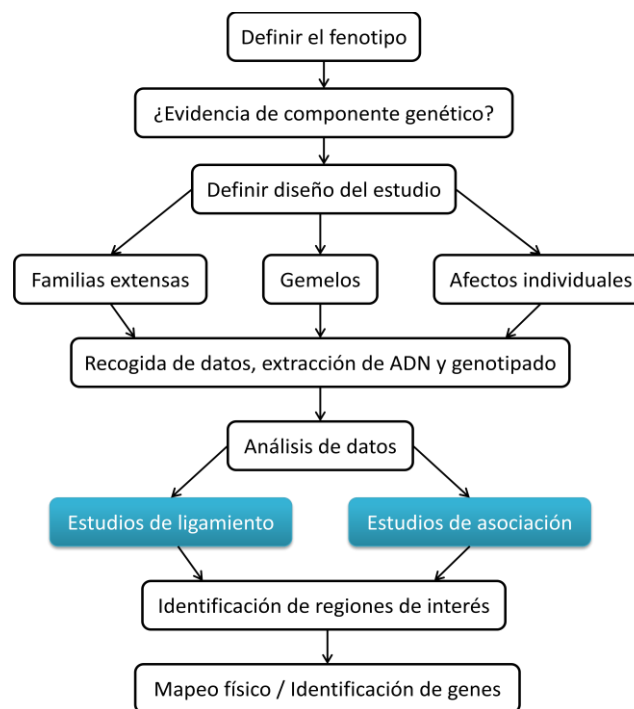 Definir el fenotipo
¿Evidencia de componente genético?
Definir diseño del estudio
Familias extensas
Gemelos
Afectos individuales
Recogida de datos, extracción de ADN y genotipado
Análisis de datos
Estudios de ligamiento
Estudios de asociación
Identificación de regiones de interés
Mapeo físico / Identificación de genes